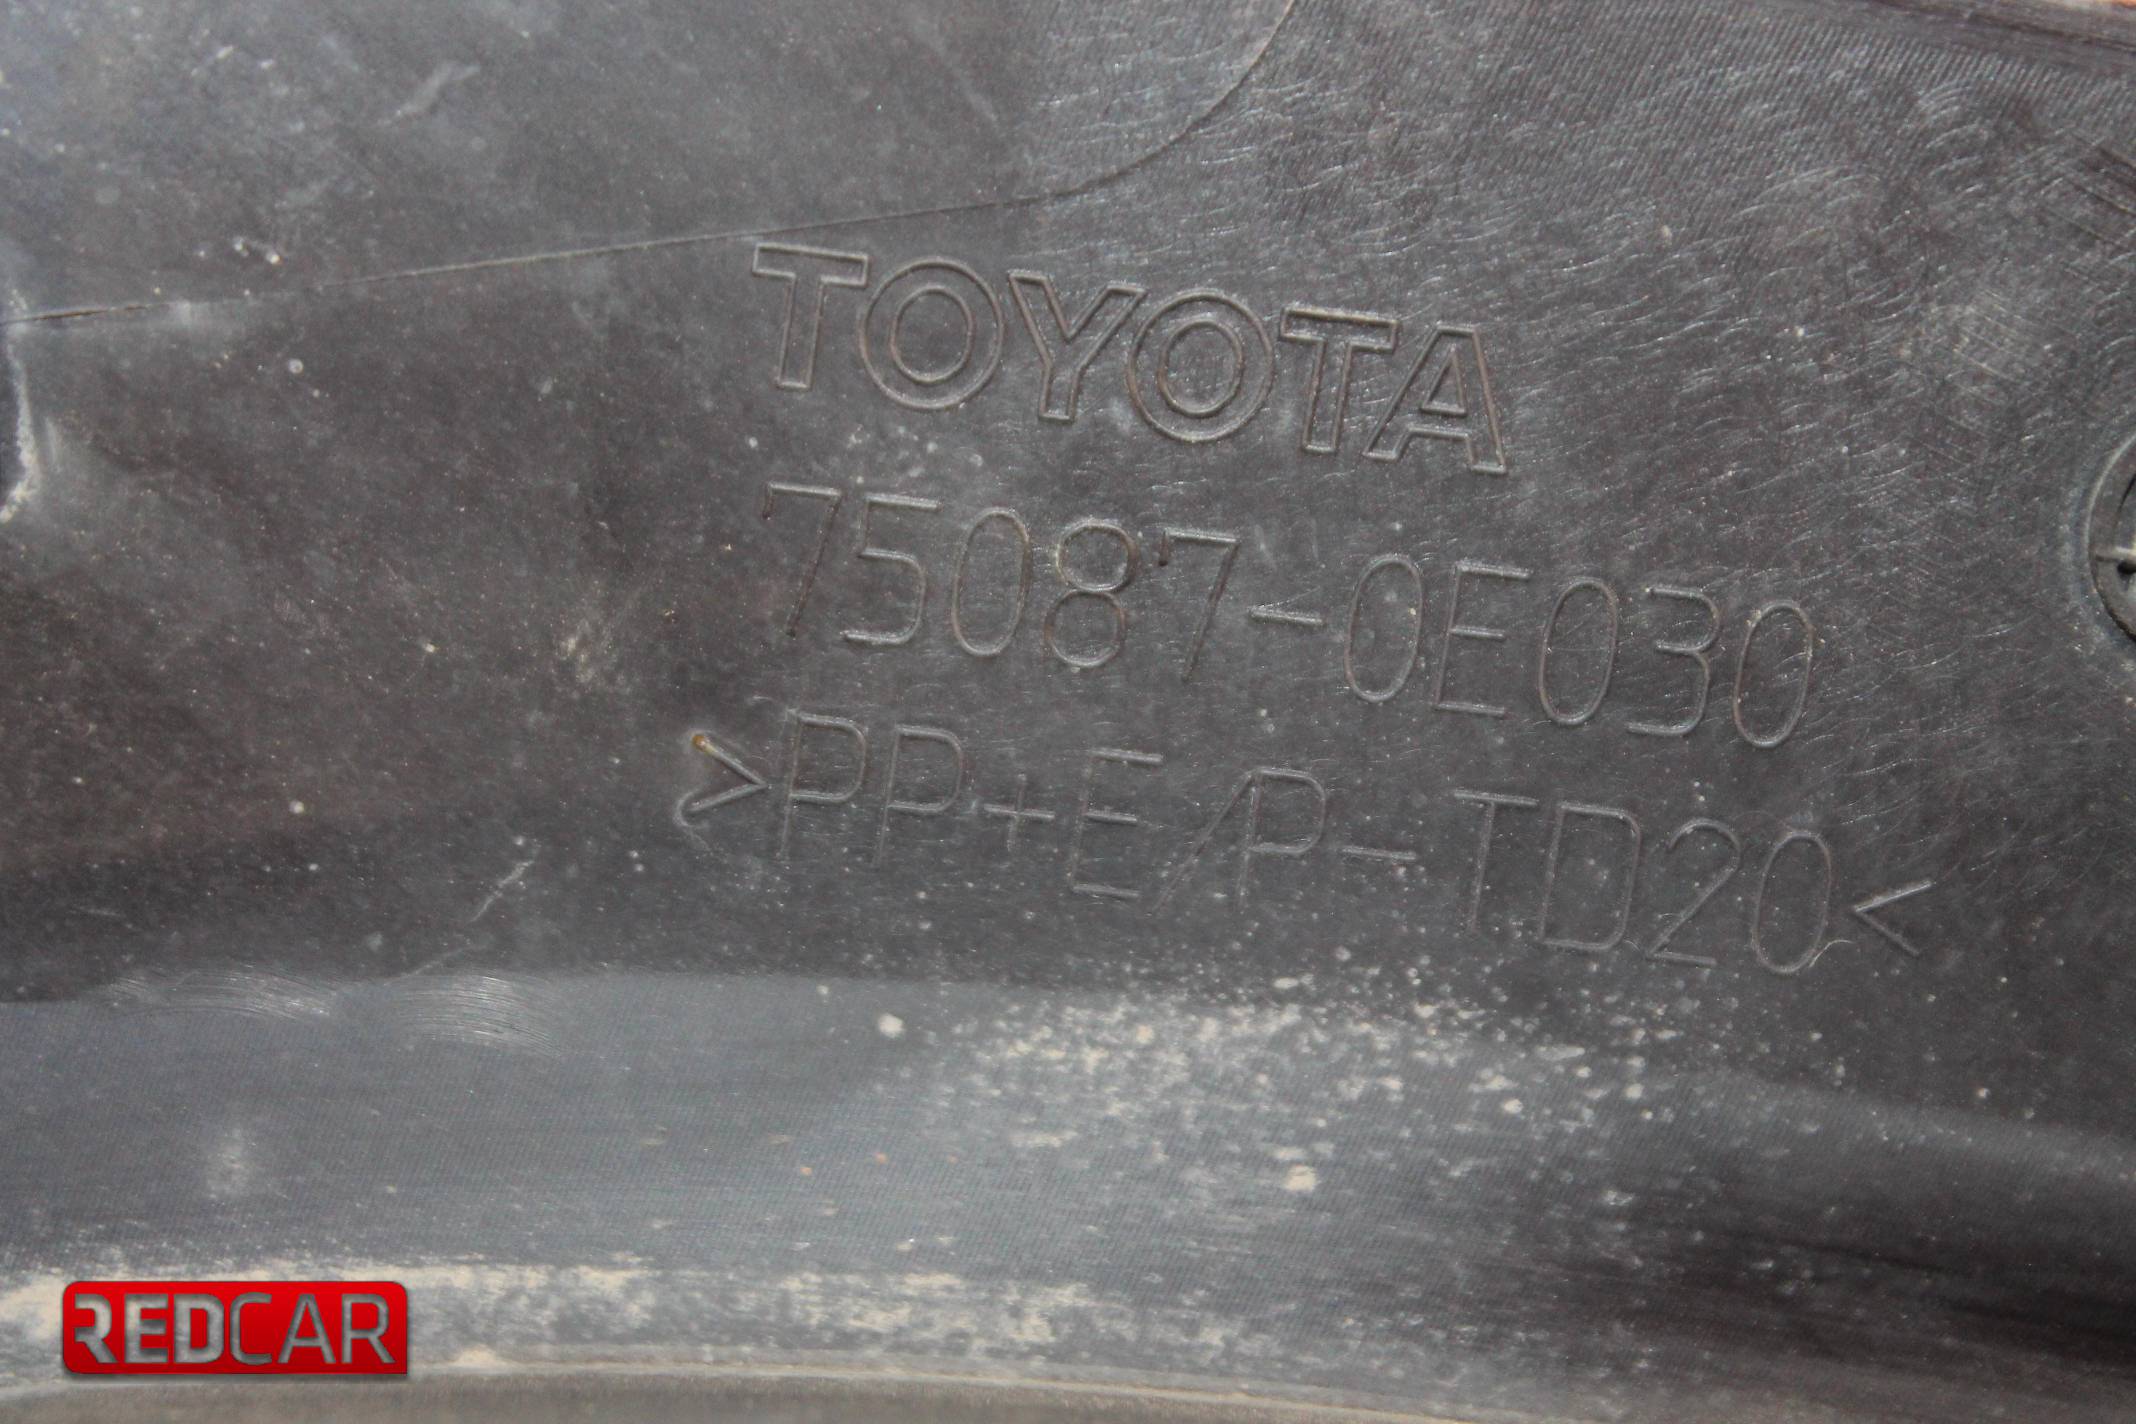 TOYOTA
75087-0E030
>PP+E/P-TD20<
REDCAR